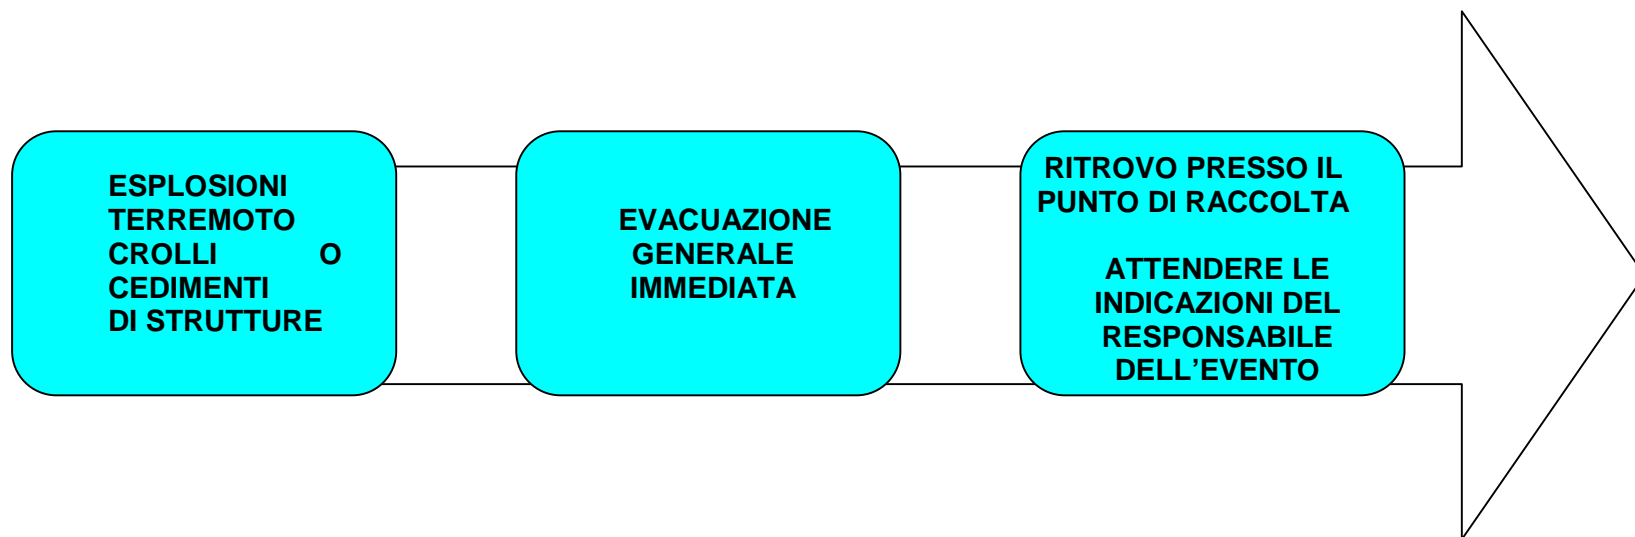 ESPLOSIONI
TERREMOTO
CROLLI O
CEDIMENTI
DI STRUTTURE
EVACUAZIONE
GENERALE
IMMEDIATA
RITROVO PRESSO IL
PUNTO DI RACCOLTA
ATTENDERE LE
INDICAZIONI DEL
RESPONSABILE
DELL’EVENTO